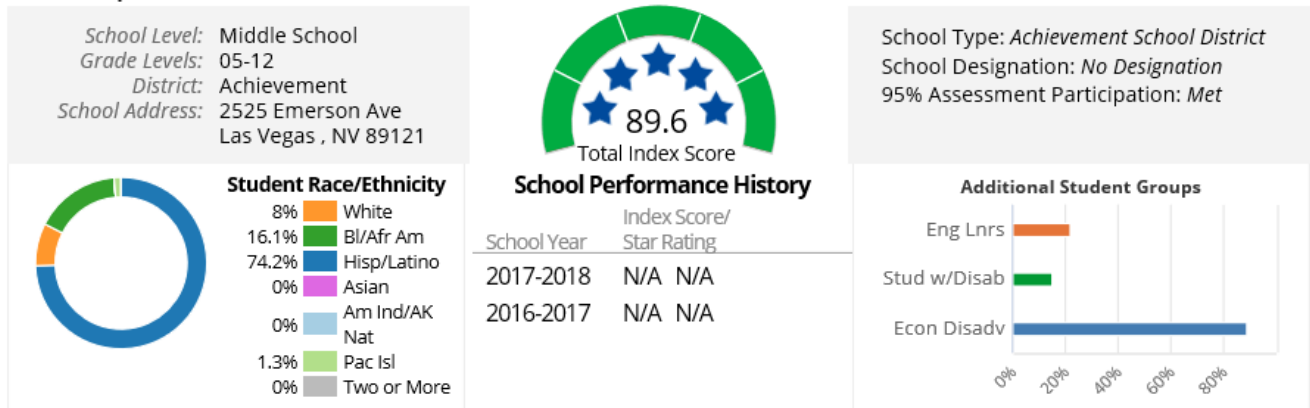 School Level: Middle School
Grade Levels: 05-12
District: Achievement
School Address: 2525 Emerson Ave
Las Vegas , NV 89121
89.6
Total Index Score
School Type: Achievement School District
School Designation: No Designation
95% Assessment Participation: Met
Student Race/Ethnicity
8% White
16.1% Bl/Afr Am
74.2% Hisp/Latino
0% Asian
0% Am Ind/AK
Nat
1.3% Pac Isl
0% Two or More
School Performance History
Index Score/
School Year Star Rating
2017-2018 N/A N/A
2016-2017 N/A N/A
Additional Student Groups
Eng Lnrs
Stud w/Disab
Econ Disadv
0% 20% 40% 60% 80%